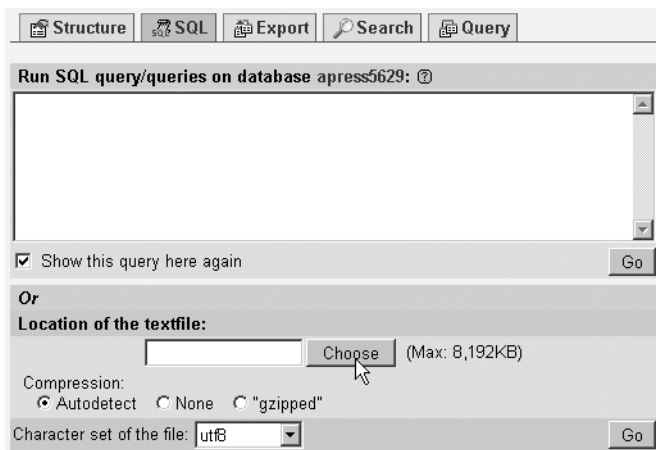 Structure SQL Export Search Query
Run SQL query/queries on database apress5629:
Show this query here again Go
Or
Location of the textfile:
Choose (Max: 8,192KB)
Compression:
Autodetect None "gzipped"
Character set of the file: utf8 Go